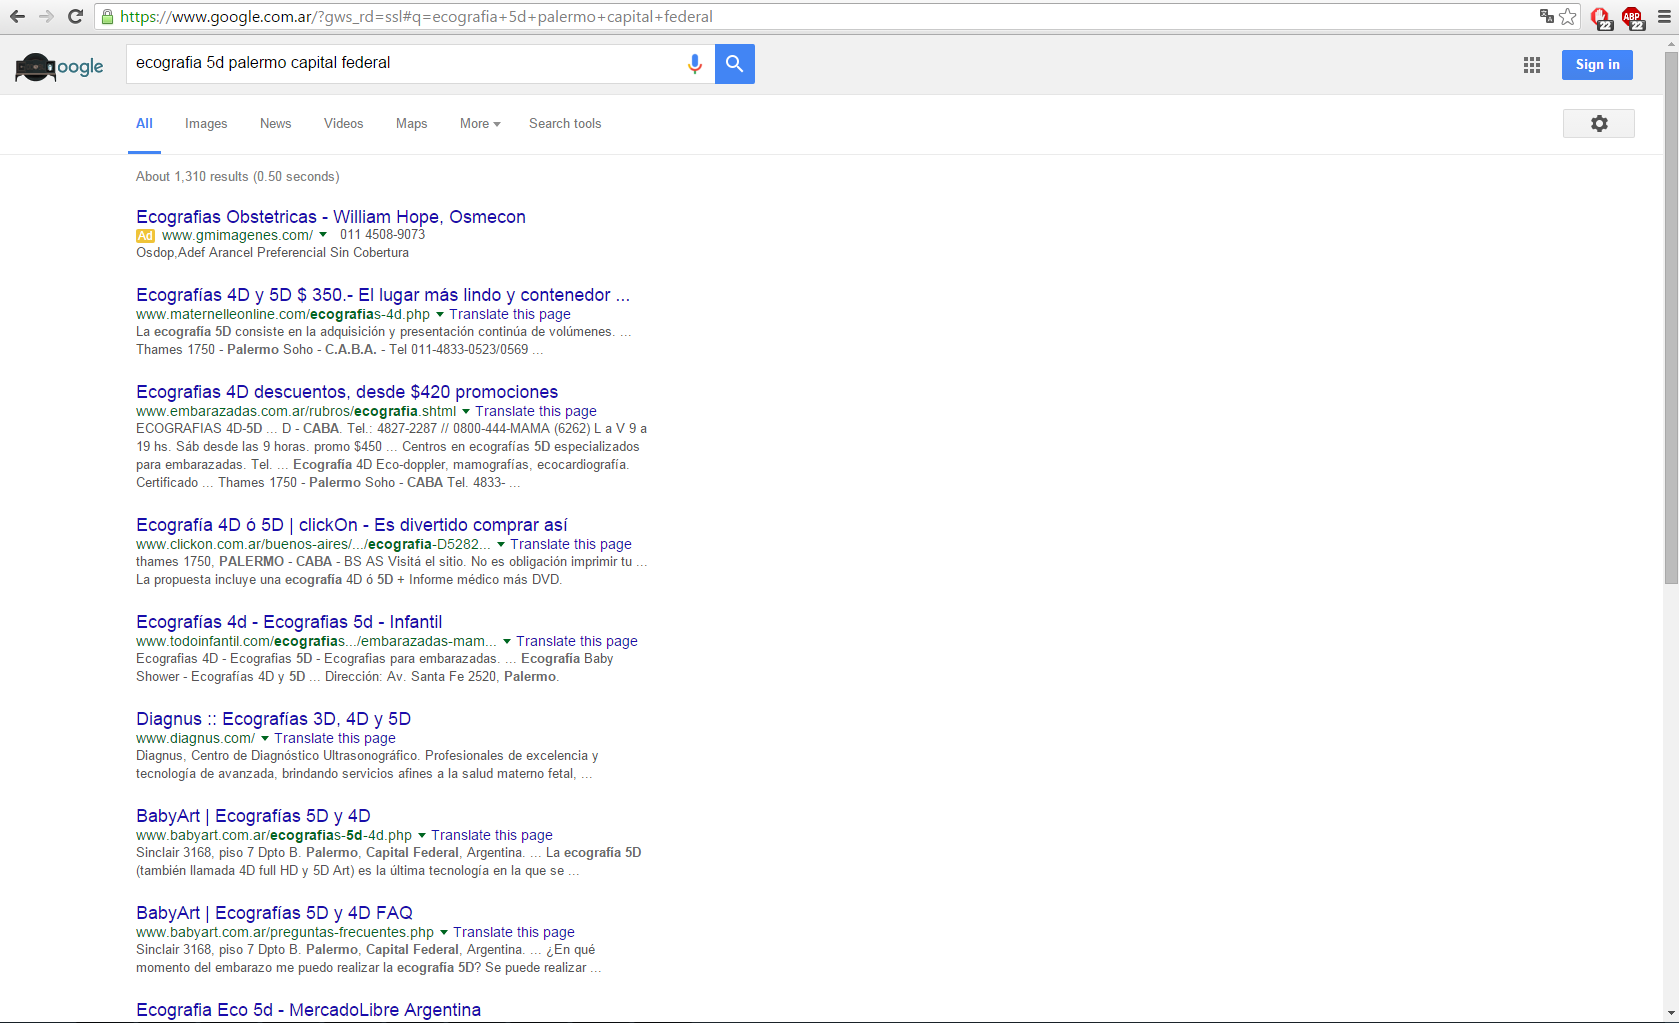 https://www.google.com.ar/?gws_rd=ssl#q=ecografia+5d+palermo+capital+federal
22
ABP
22
oogle
ecografia 5d palermo capital federal
Sign in
All
Images
News
Videos
Maps
More
Search tools
About 1,310 results (0.50 seconds)
Ecografias Obstetricas - William Hope, Osmecon
Ad www.gmimagenes.com/ 011 4508-9073
Osdop,Adef Arancel Preferencial Sin Cobertura
Ecografías 4D y 5D $ 350.- El lugar más lindo y contenedor ...
www.maternelleonline.com/ecografias-4d.php Translate this page
La ecografía 5D consiste en la adquisición y presentación continúa de volúmenes. ...
Thames 1750 - Palermo Soho - C.A.B.A. - Tel 011-4833-0523/0569 ...
Ecografias 4D descuentos, desde $420 promociones
www.embarazadas.com.ar/rubros/ecografia.shtml Translate this page
ECOGRAFIAS 4D-5D ... D - CABA. Tel.: 4827-2287 // 0800-444-MAMA (6262) L a V 9 a
19 hs. Sáb desde las 9 horas. promo $450 ... Centros en ecografías 5D especializados
para embarazadas. Tel. ... Ecografía 4D Eco-doppler, mamografías, ecocardiografía.
Certificado ... Thames 1750 - Palermo Soho - CABA Tel. 4833- ...
Ecografía 4D ó 5D | clickOn - Es divertido comprar así
www.clickon.com.ar/buenos-aires/.../ecografia-D5282... Translate this page
thames 1750, PALERMO - CABA - BS AS Visitá el sitio. No es obligación imprimir tu ...
La propuesta incluye una ecografía 4D ó 5D + Informe médico más DVD.
Ecografías 4d - Ecografias 5d - Infantil
www.todoinfantil.com/ecografias.../embarazadas-mam... Translate this page
Ecografias 4D - Ecografias 5D - Ecografias para embarazadas. ... Ecografía Baby
Shower - Ecografías 4D y 5D ... Dirección: Av. Santa Fe 2520, Palermo.
Diagnus :: Ecografías 3D, 4D y 5D
www.diagnus.com/ Translate this page
Diagnus, Centro de Diagnóstico Ultrasonográfico. Profesionales de excelencia y
tecnología de avanzada, brindando servicios afines a la salud materno fetal, ...
BabyArt | Ecografías 5D y 4D
www.babyart.com.ar/ecografias-5d-4d.php Translate this page
Sinclair 3168, piso 7 Dpto B. Palermo, Capital Federal, Argentina. ... La ecografía 5D
(también llamada 4D full HD y 5D Art) es la última tecnología en la que se ...
BabyArt | Ecografías 5D y 4D FAQ
www.babyart.com.ar/preguntas-frecuentes.php Translate this page
Sinclair 3168, piso 7 Dpto B. Palermo, Capital Federal, Argentina. ... ¿En qué
momento del embarazo me puedo realizar la ecografía 5D? Se puede realizar ...
Ecografia Eco 5d - MercadoLibre Argentina